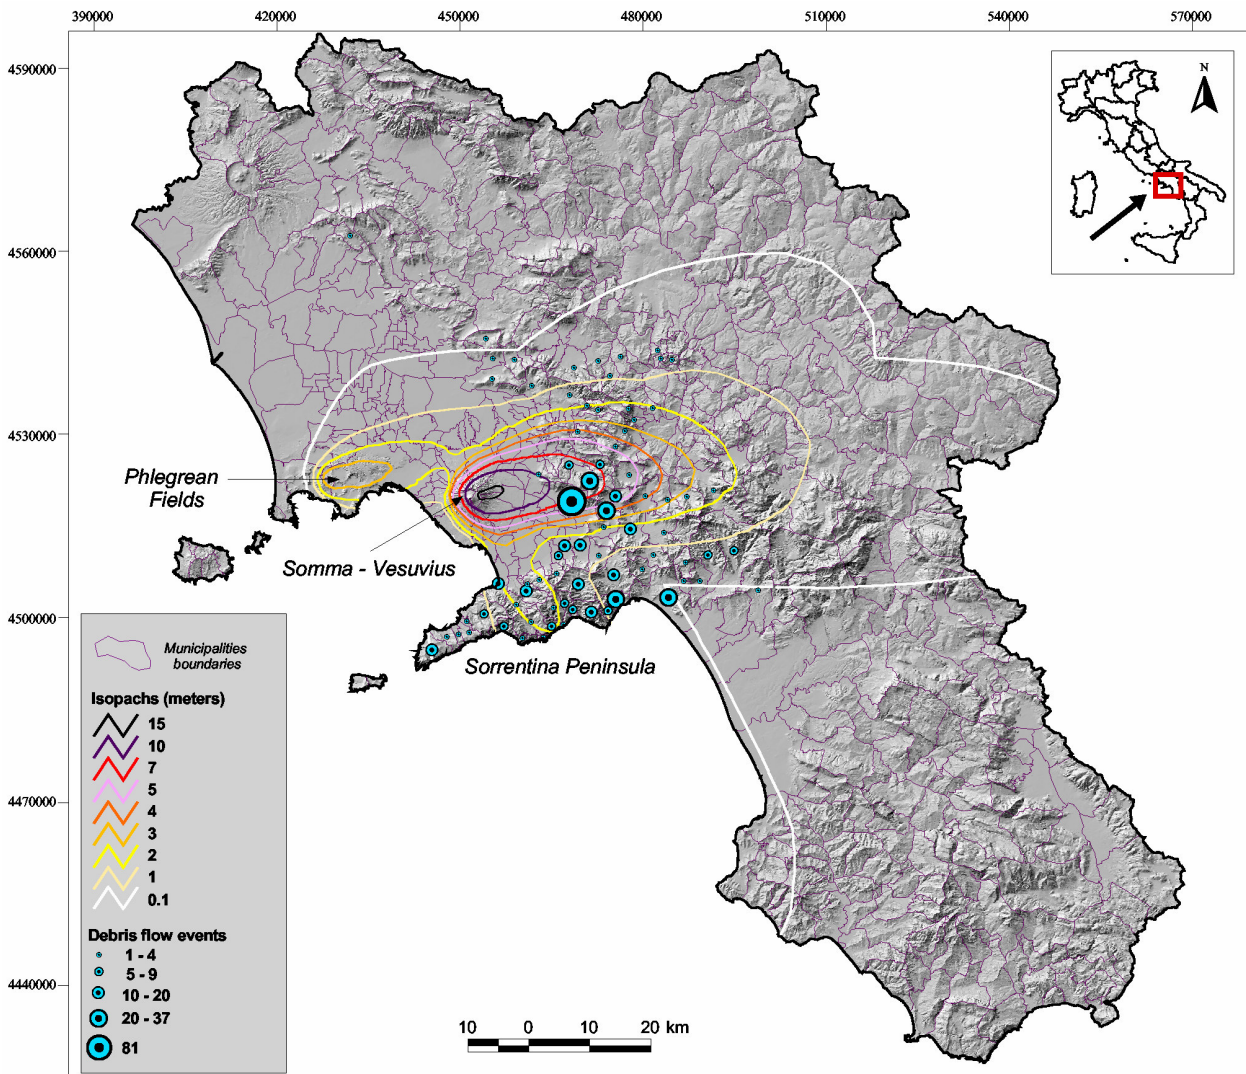 390000 420000 450000 480000 510000 540000 570000
4590000
4560000
4530000
4500000
4470000
4440000
N
Phlegrean
Fields
Somma - Vesuvius
Sorrentina Peninsula
Municipalities
boundaries
Isopachs (meters)
15
10
7
5
4
3
2
1
0.1
Debris flow events
1 - 4
5 - 9
10 - 20
20 - 37
81
10 0 10 20 km